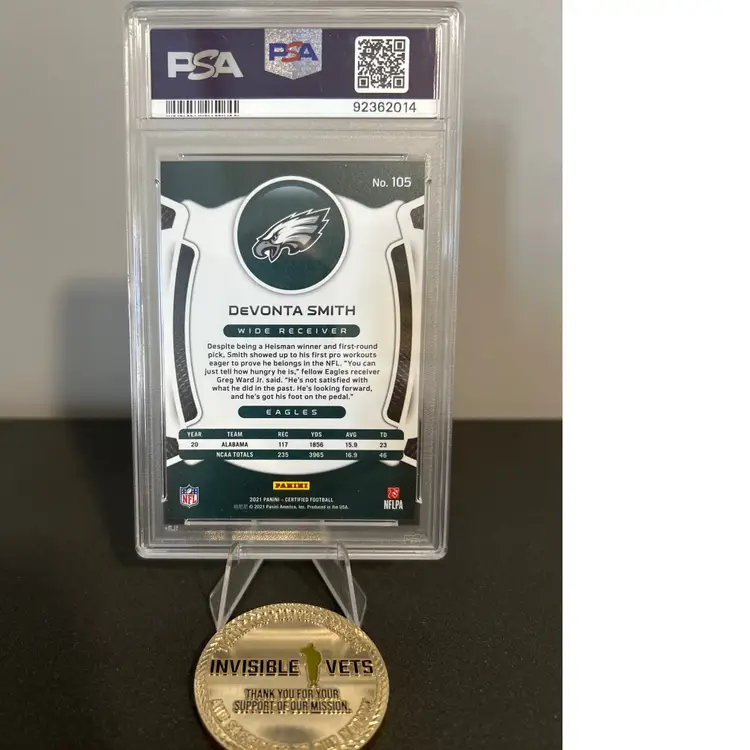 PSA
PSA
92362014
No. 105
DEVONTA SMITH
WIDE RECEIVER
Despite being a Heisman winner and first-round
pick, Smith showed up to his first pro workouts
eager to prove he belongs in the NFL. "You can
just tell how hungry he is," fellow Eagles receiver
Greg Ward Jr. said. "He's not satisfied with
what he did in the past. He's looking forward,
and he's got his foot on the pedal."
EAGLES
YEAR TEAM REC YDS AVG TD
20 ALABAMA 117 1856 15.9 23
NCAA TOTALS 235 3965 16.9 46
PANINI
NFL
NFLPA
2021 PANINI – CERTIFIED FOOTBALL
© 2021 Panini America, Inc. Produced in the USA.
INVISIBLE VETS
THANK YOU FOR YOUR
SUPPORT OF OUR MISSION